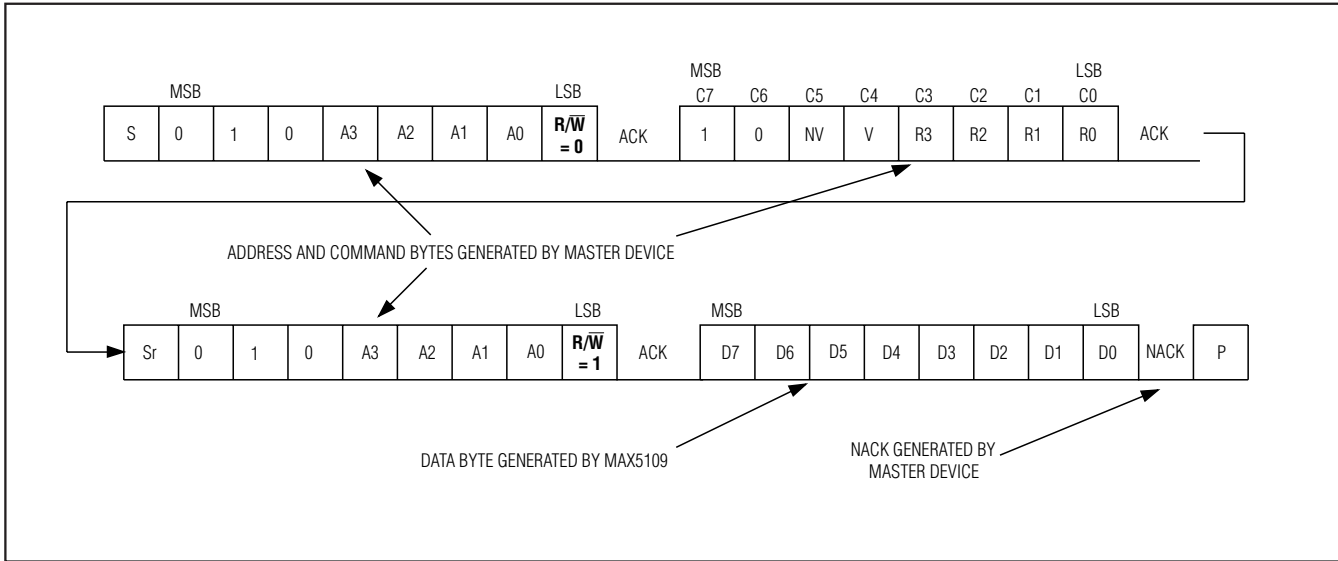 MSB LSB
MSB C7 C6 C5 C4 C3 C2 C1 LSB C0
S 0 1 0 A3 A2 A1 A0 R/W̅ = 0 ACK 1 0 NV V R3 R2 R1 R0 ACK
ADDRESS AND COMMAND BYTES GENERATED BY MASTER DEVICE
MSB LSB MSB LSB
Sr 0 1 0 A3 A2 A1 A0 R/W̅ = 1 ACK D7 D6 D5 D4 D3 D2 D1 D0 NACK P
DATA BYTE GENERATED BY MAX5109
NACK GENERATED BY
MASTER DEVICE